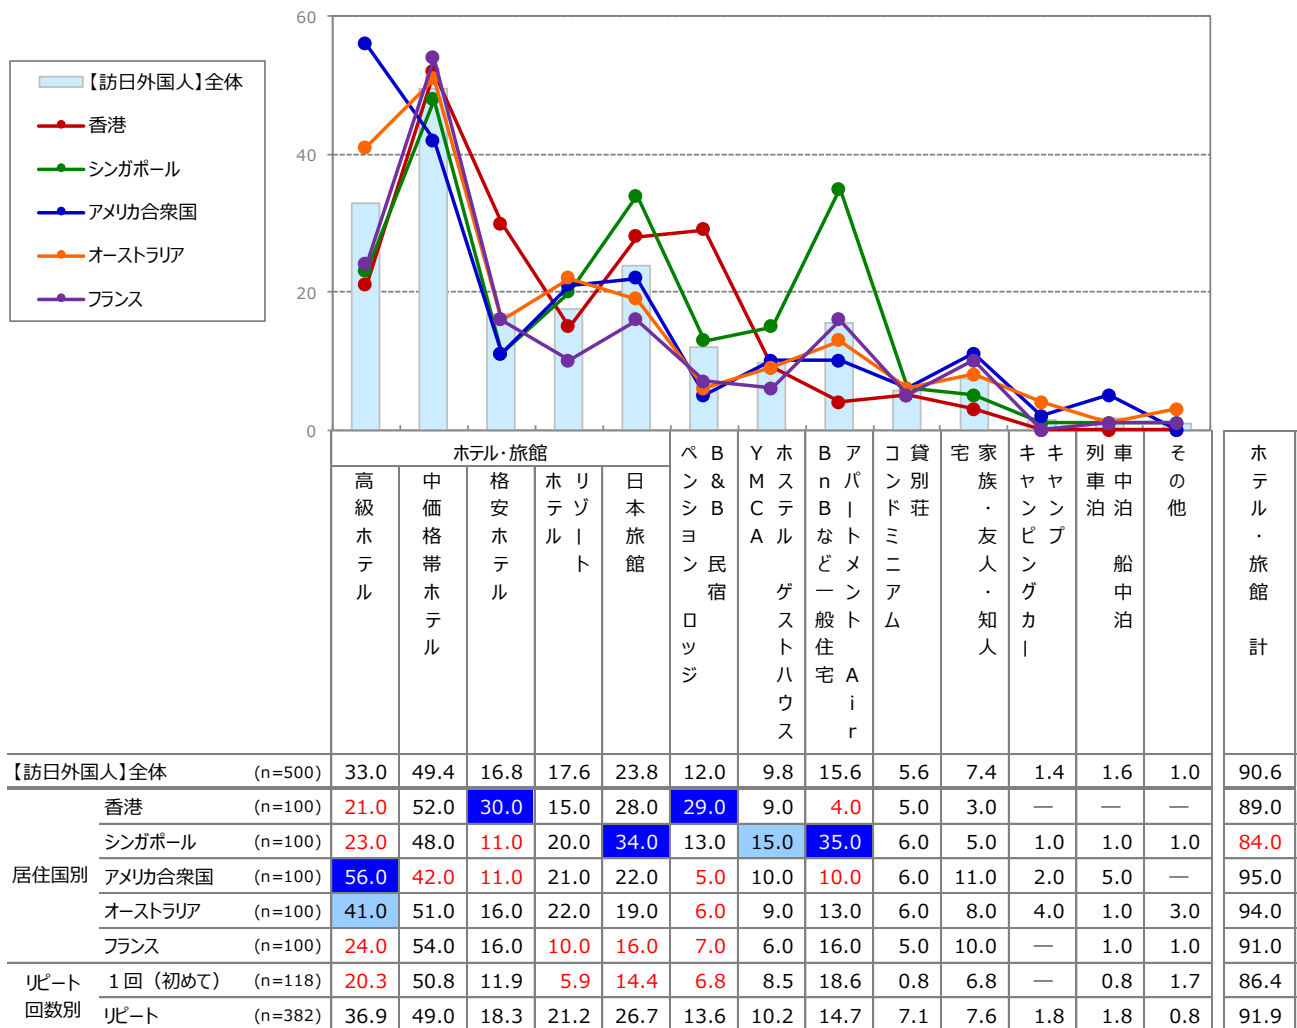 60
40
20
0
【訪日外国人】全体
香港
シンガポール
アメリカ合衆国
オーストラリア
フランス
ホテル・旅館
高級ホテル
中価格帯ホテル
格安ホテル
リゾート
ホテル
日本旅館
B&B 民宿
ペンション ロッジ
ホステル ゲストハウス
YMCA
アパートメント Air
BnBなど一般住宅
貸別荘
コンドミニアム
家族・友人・知人
宅
キャンプ
キャンピングカー
車中泊 船中泊
列車泊
その他
ホテル・旅館 計
【訪日外国人】全体 (n=500) 33.0 49.4 16.8 17.6 23.8 12.0 9.8 15.6 5.6 7.4 1.4 1.6 1.0 90.6
居住国別
香港 (n=100) 21.0 52.0 30.0 15.0 28.0 29.0 9.0 4.0 5.0 3.0 — — — 89.0
シンガポール (n=100) 23.0 48.0 11.0 20.0 34.0 13.0 15.0 35.0 6.0 5.0 1.0 1.0 1.0 84.0
アメリカ合衆国 (n=100) 56.0 42.0 11.0 21.0 22.0 5.0 10.0 10.0 6.0 11.0 2.0 5.0 — 95.0
オーストラリア (n=100) 41.0 51.0 16.0 22.0 19.0 6.0 9.0 13.0 6.0 8.0 4.0 1.0 3.0 94.0
フランス (n=100) 24.0 54.0 16.0 10.0 16.0 7.0 6.0 16.0 5.0 10.0 — 1.0 1.0 91.0
リピート
回数別
1回（初めて） (n=118) 20.3 50.8 11.9 5.9 14.4 6.8 8.5 18.6 0.8 6.8 — 0.8 1.7 86.4
リピート (n=382) 36.9 49.0 18.3 21.2 26.7 13.6 10.2 14.7 7.1 7.6 1.8 1.8 0.8 91.9